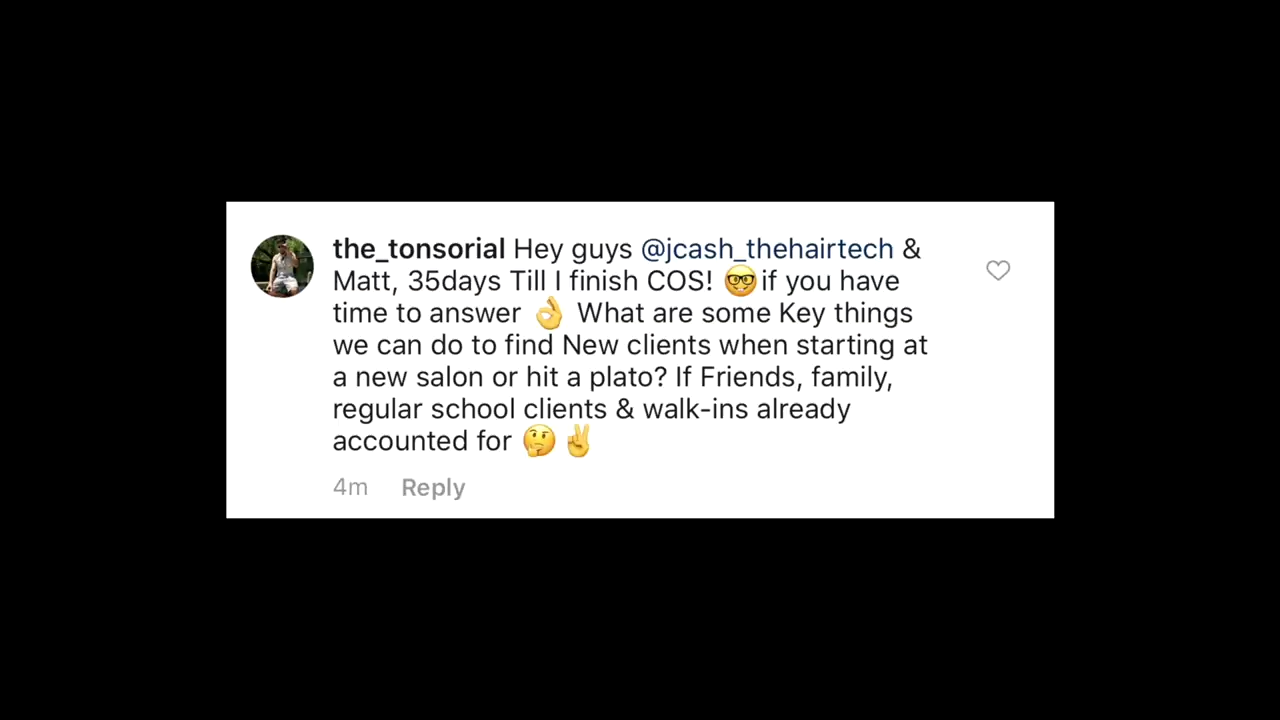 the_tonsorial Hey guys @jcash_thehairtech &
Matt, 35days Till I finish COS! 🤓if you have
time to answer 👌 What are some Key things
we can do to find New clients when starting at
a new salon or hit a plato? If Friends, family,
regular school clients & walk-ins already
accounted for 🤔✌️
4m Reply